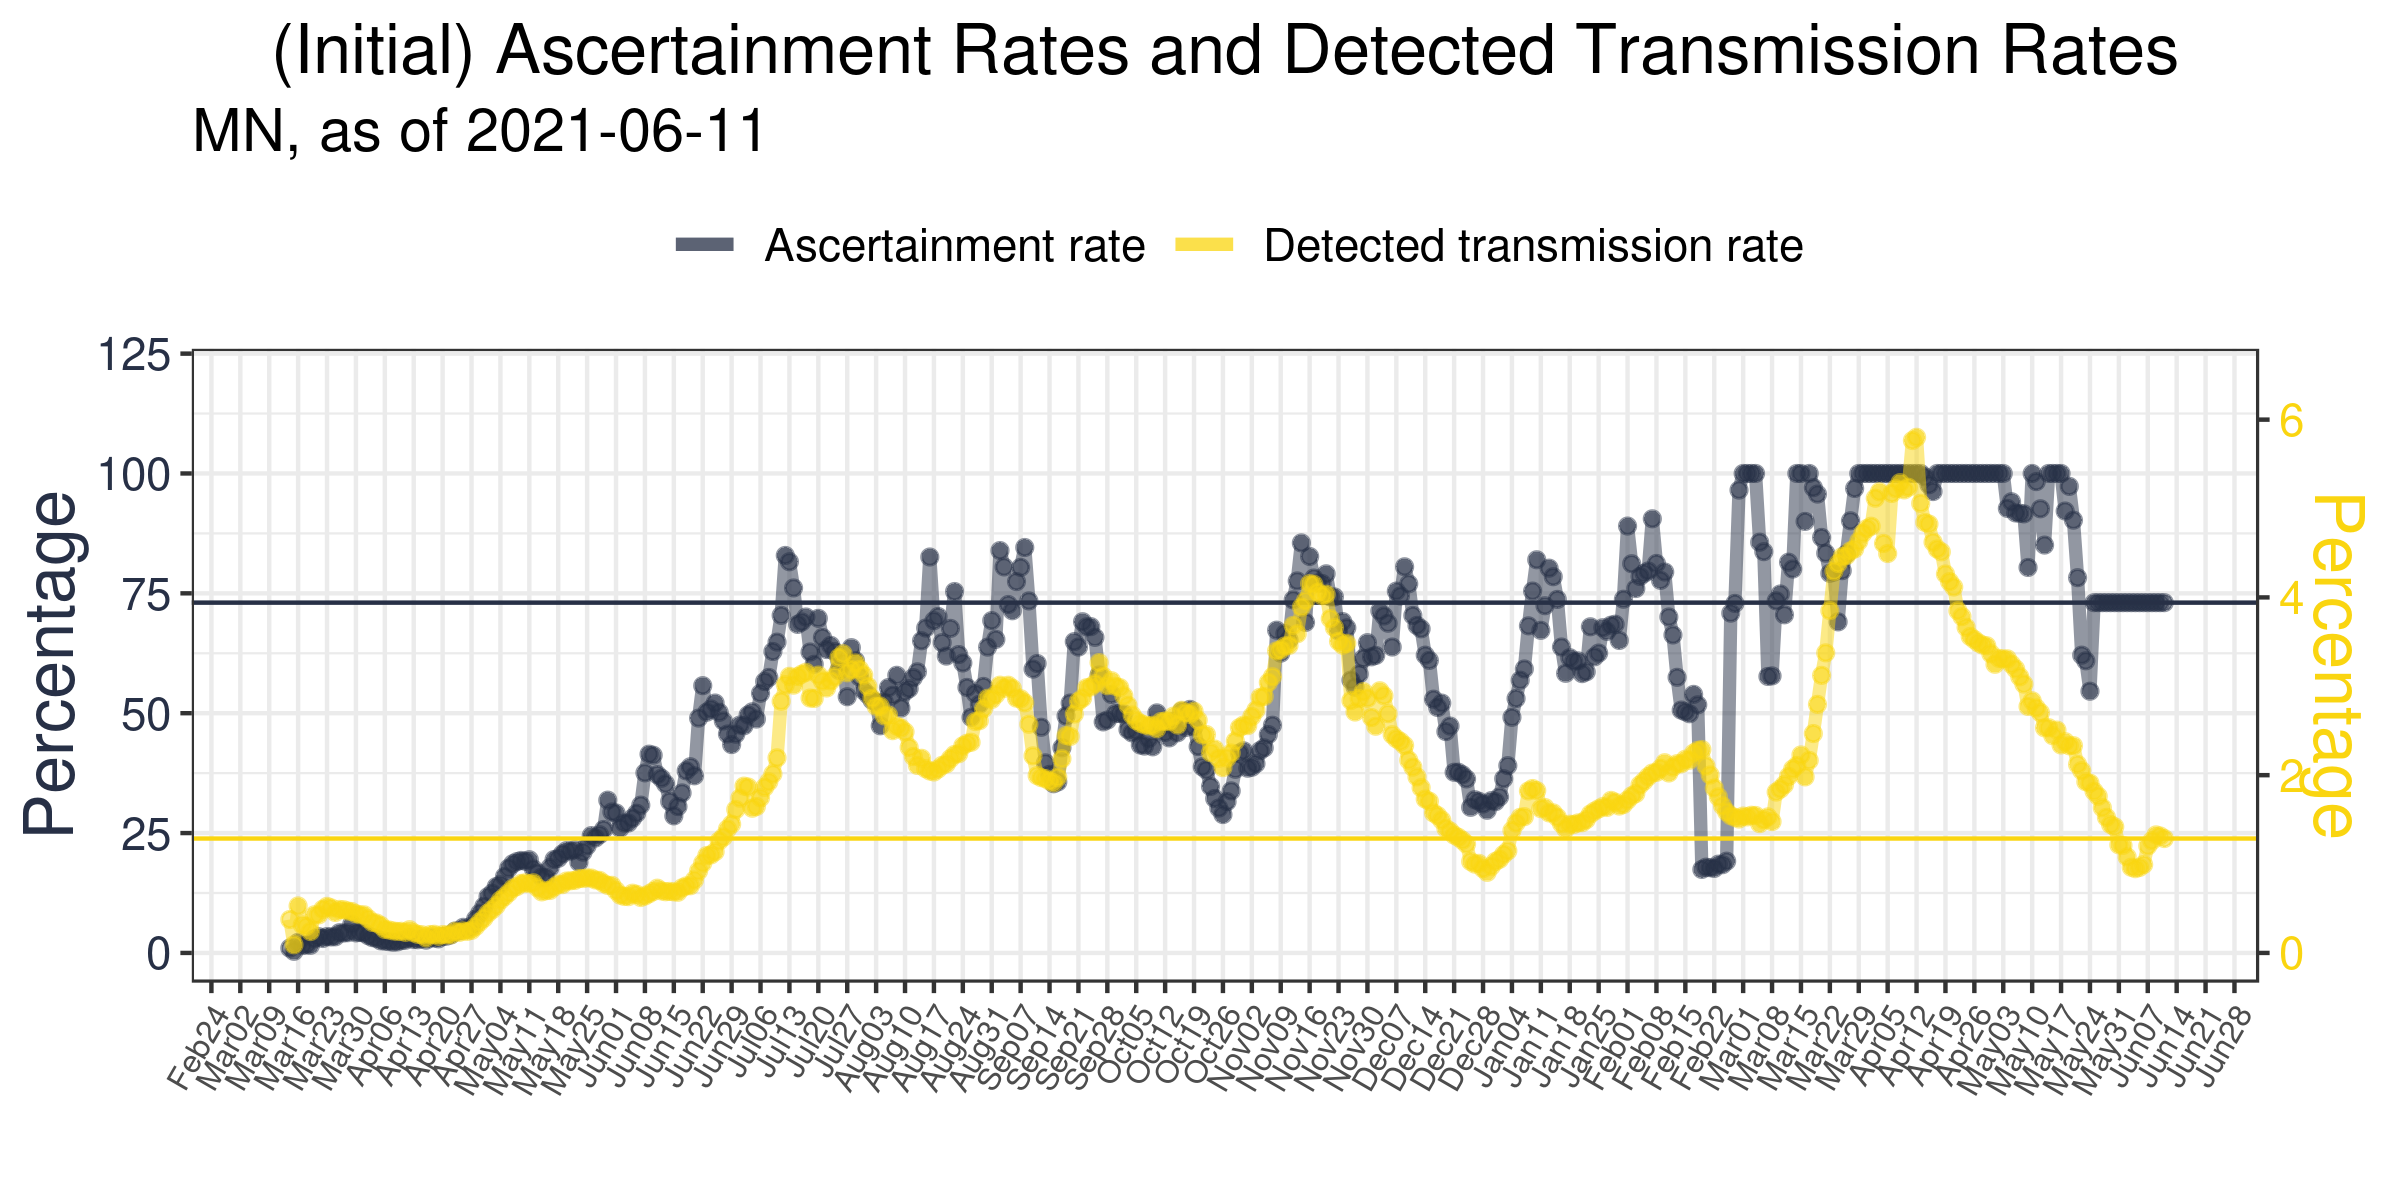 (Initial) Ascertainment Rates and Detected Transmission Rates
MN, as of 2021-06-11
Ascertainment rate
Detected transmission rate
125
100
75
50
25
0
Percentage
6
4
2
0
Percentage
Feb24
Mar02
Mar09
Mar16
Mar23
Mar30
Apr06
Apr13
Apr20
Apr27
May04
May11
May18
May25
Jun01
Jun08
Jun15
Jun22
Jun29
Jul06
Jul13
Jul20
Jul27
Aug03
Aug10
Aug17
Aug24
Aug31
Sep07
Sep14
Sep21
Sep28
Oct05
Oct12
Oct19
Oct26
Nov02
Nov09
Nov16
Nov23
Nov30
Dec07
Dec14
Dec21
Dec28
Jan04
Jan11
Jan18
Jan25
Feb01
Feb08
Feb15
Feb22
Mar01
Mar08
Mar15
Mar22
Mar29
Apr05
Apr12
Apr19
Apr26
May03
May10
May17
May24
May31
Jun07
Jun14
Jun21
Jun28